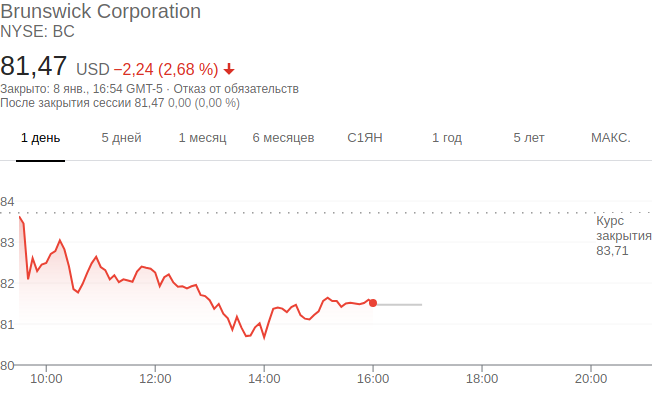 Brunswick Corporation
NYSE: BC
81,47 USD −2,24 (2,68 %)
Закрыто: 8 янв., 16:54 GMT-5 · Отказ от обязательств
После закрытия сессии 81,47 0,00 (0,00 %)
1 день 5 дней 1 месяц 6 месяцев С1ЯН 1 год 5 лет МАКС.
84
Курс
закрытия
83,71
83
82
81
80
10:00 12:00 14:00 16:00 18:00 20:00